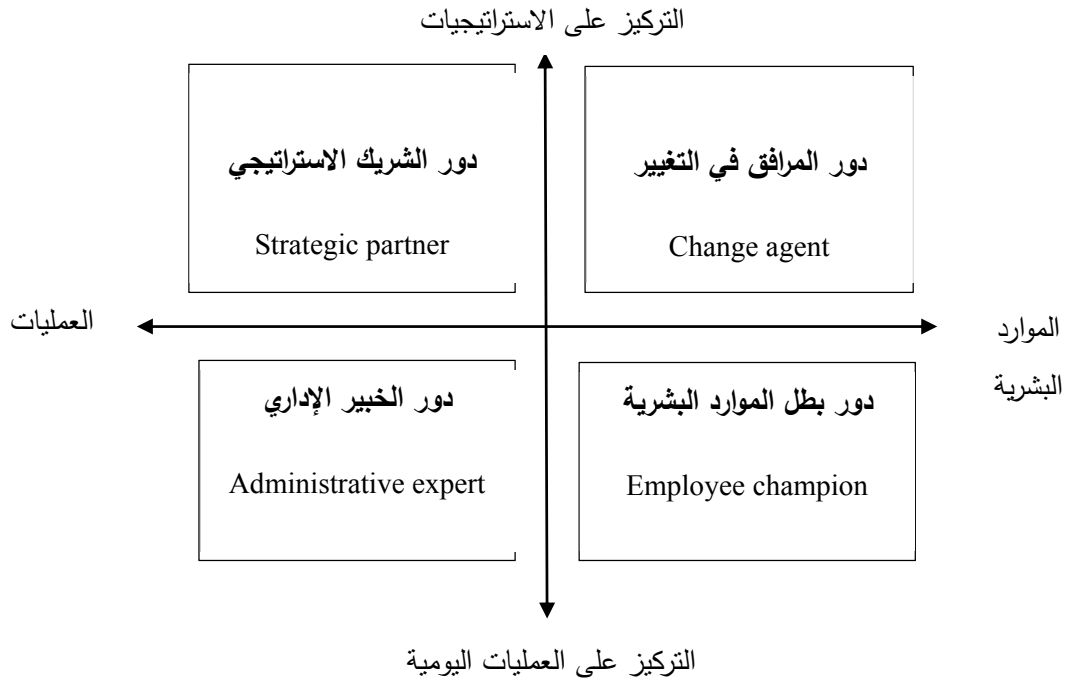 التركيز على الاستراتيجيات
دور المرافق في التغيير
Change agent
دور الشريك الاستراتيجي
Strategic partner
الموارد
البشرية
العمليات
دور بطل الموارد البشرية
Employee champion
دور الخبير الإداري
Administrative expert
التركيز على العمليات اليومية